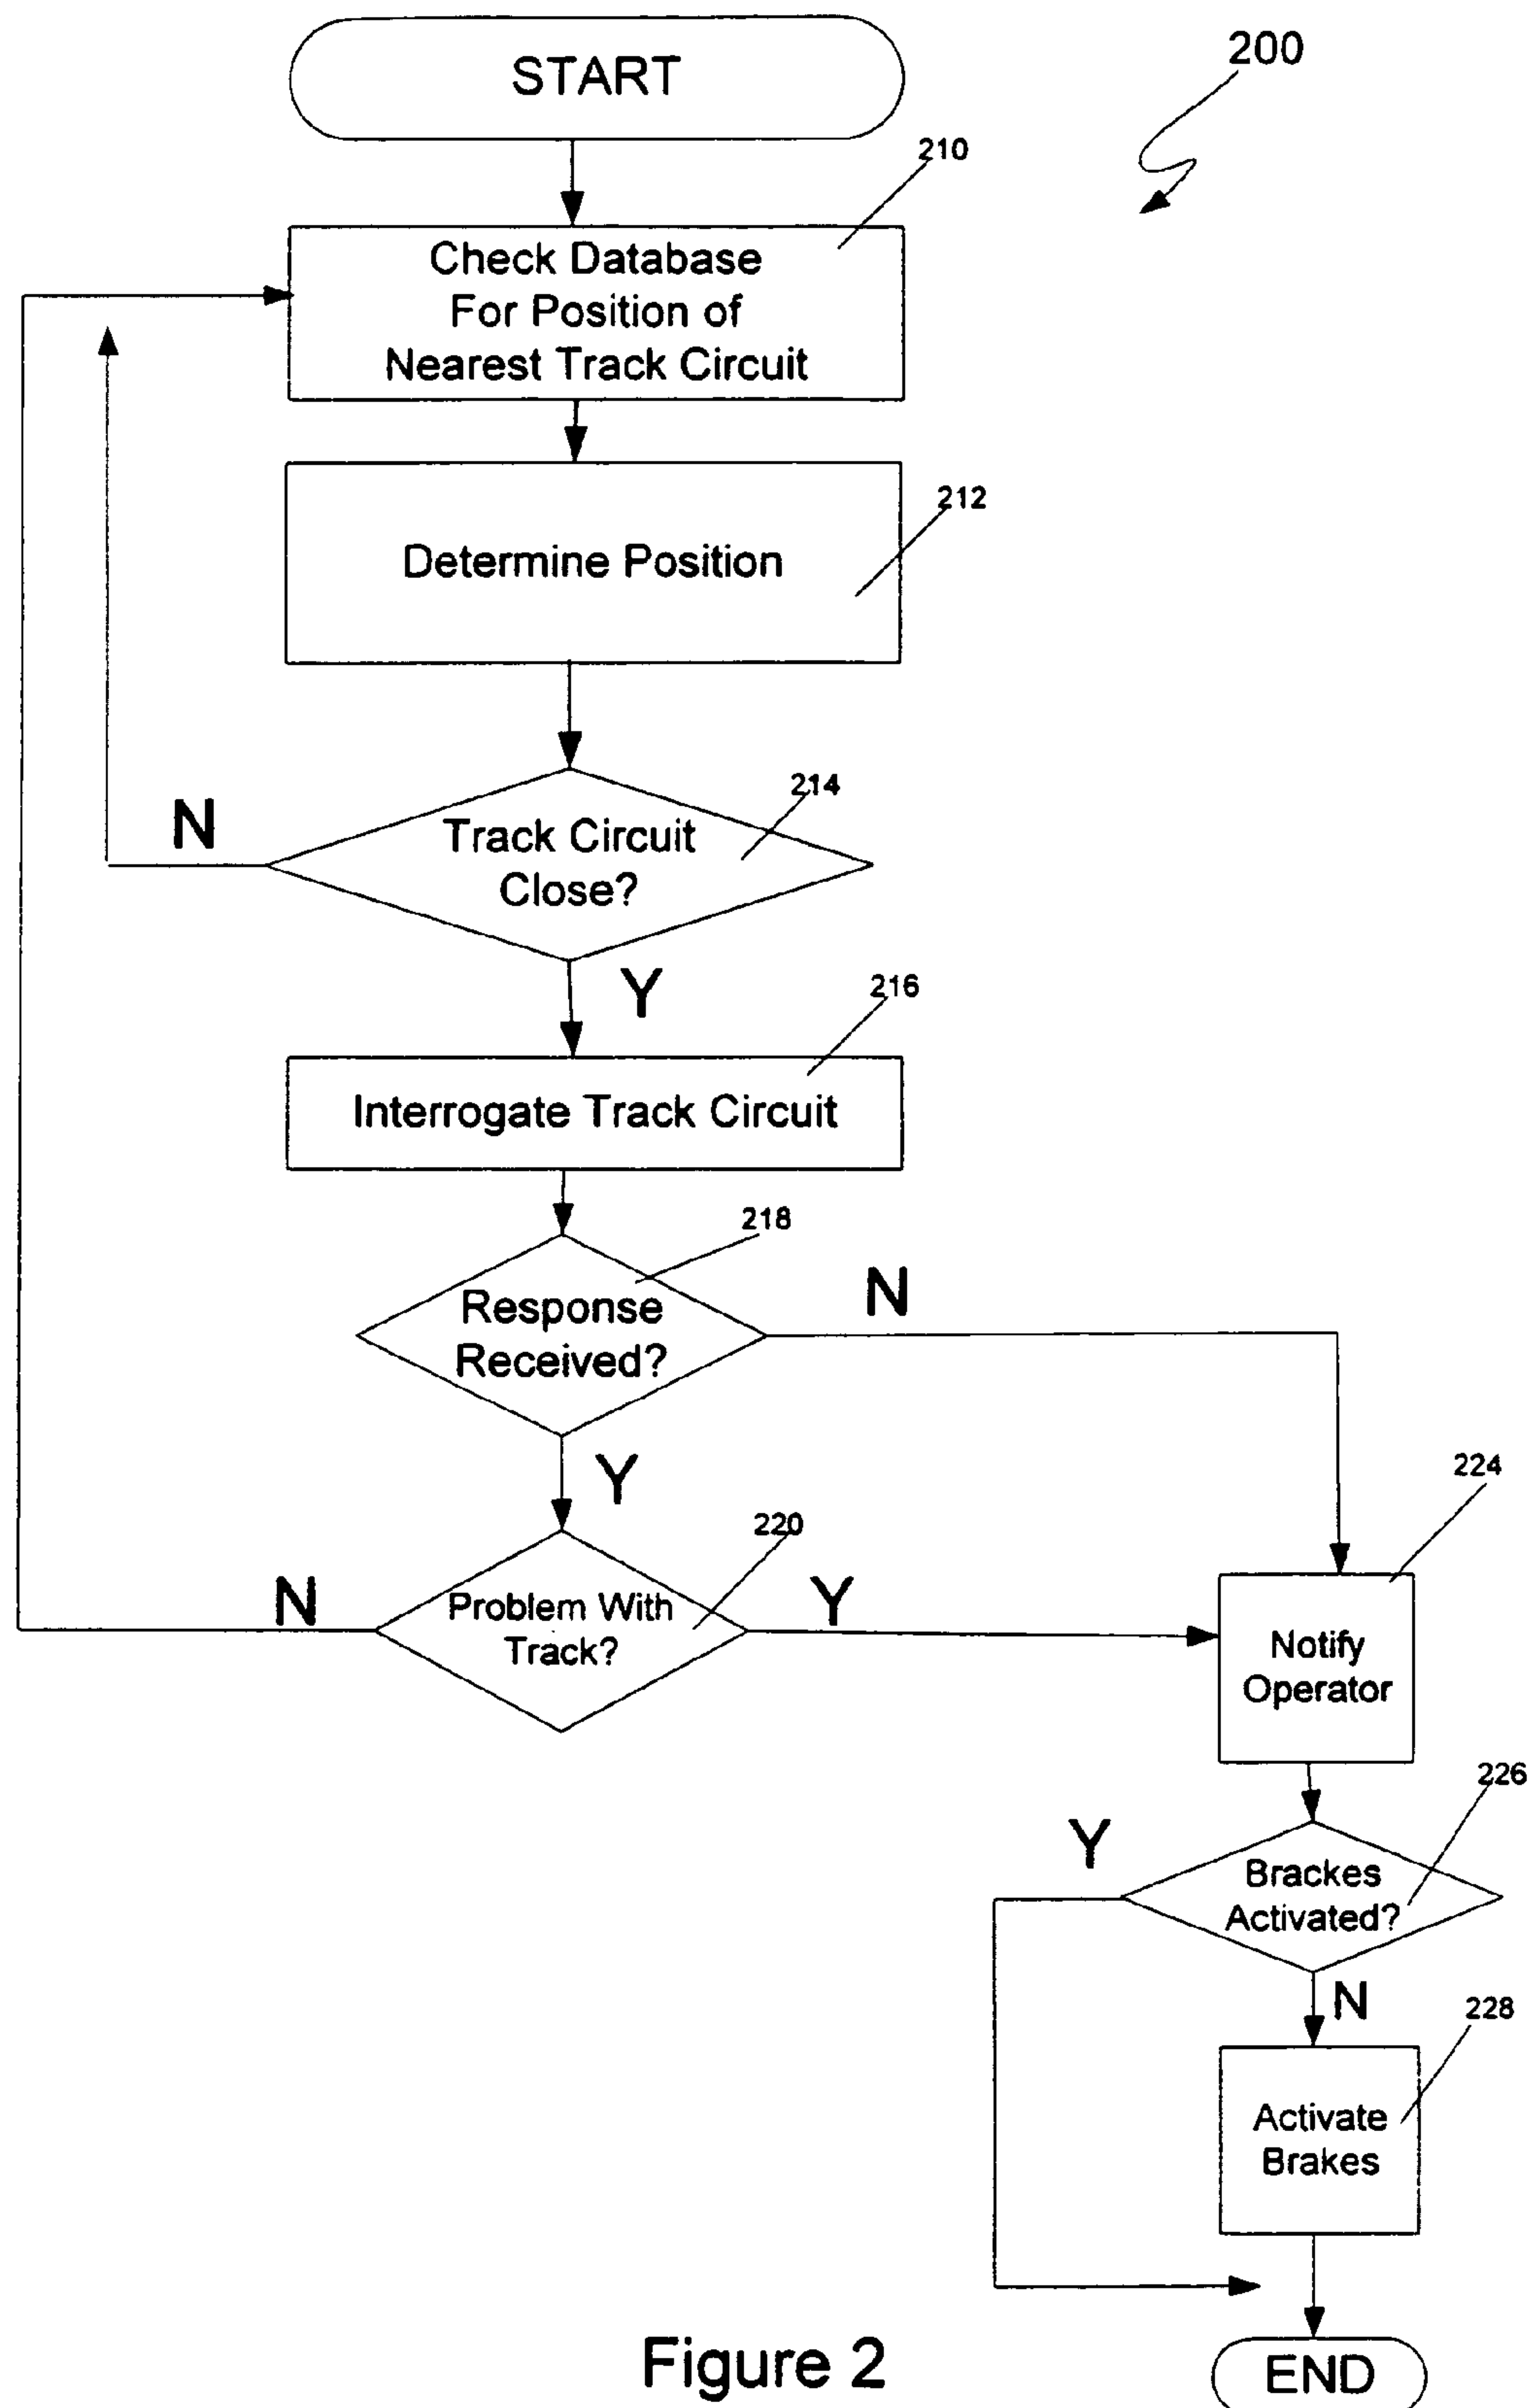 START
200
210
Check Database
For Position of
Nearest Track Circuit
212
Determine Position
214
N
Track Circuit
Close?
Y
216
Interrogate Track Circuit
218
Response
Received?
N
Y
224
220
N
Problem With
Track?
Y
Notify
Operator
226
Y
Brackes
Activated?
N
228
Activate
Brakes
Figure 2
END